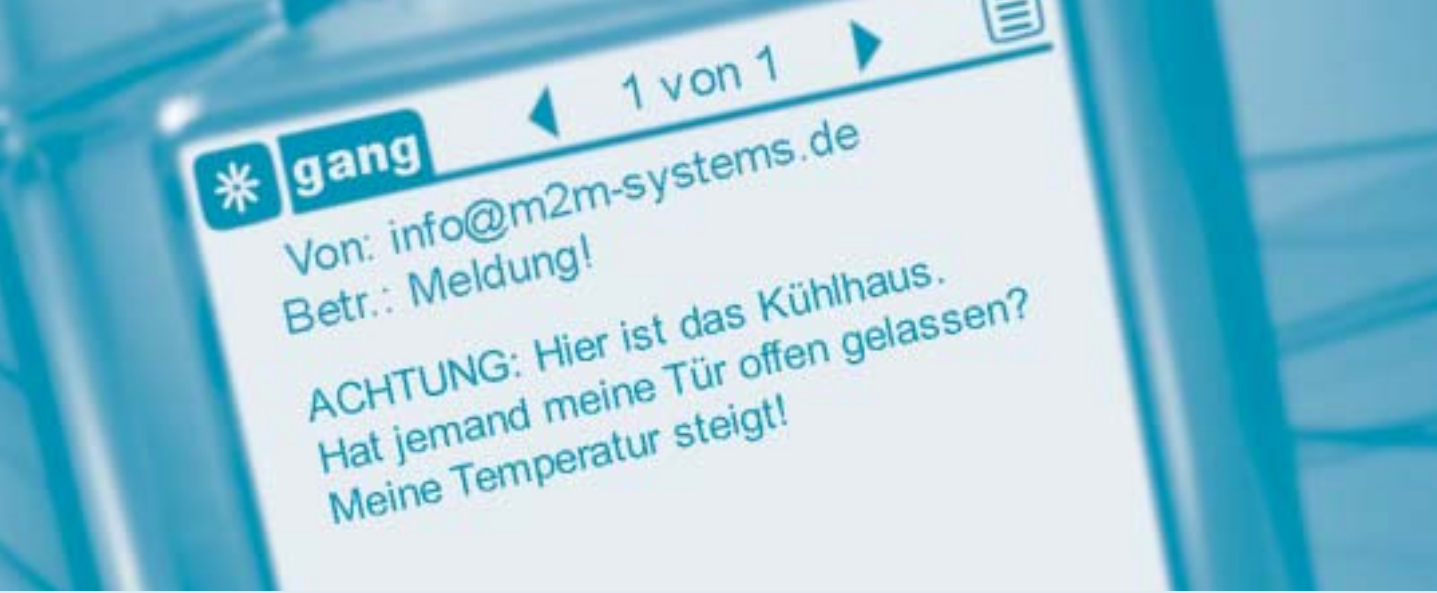 1 von 1
gang
Von: info@m2m-systems.de
Betr.: Meldung!
ACHTUNG: Hier ist das Kühlhaus.
Hat jemand meine Tür offen gelassen?
Meine Temperatur steigt!